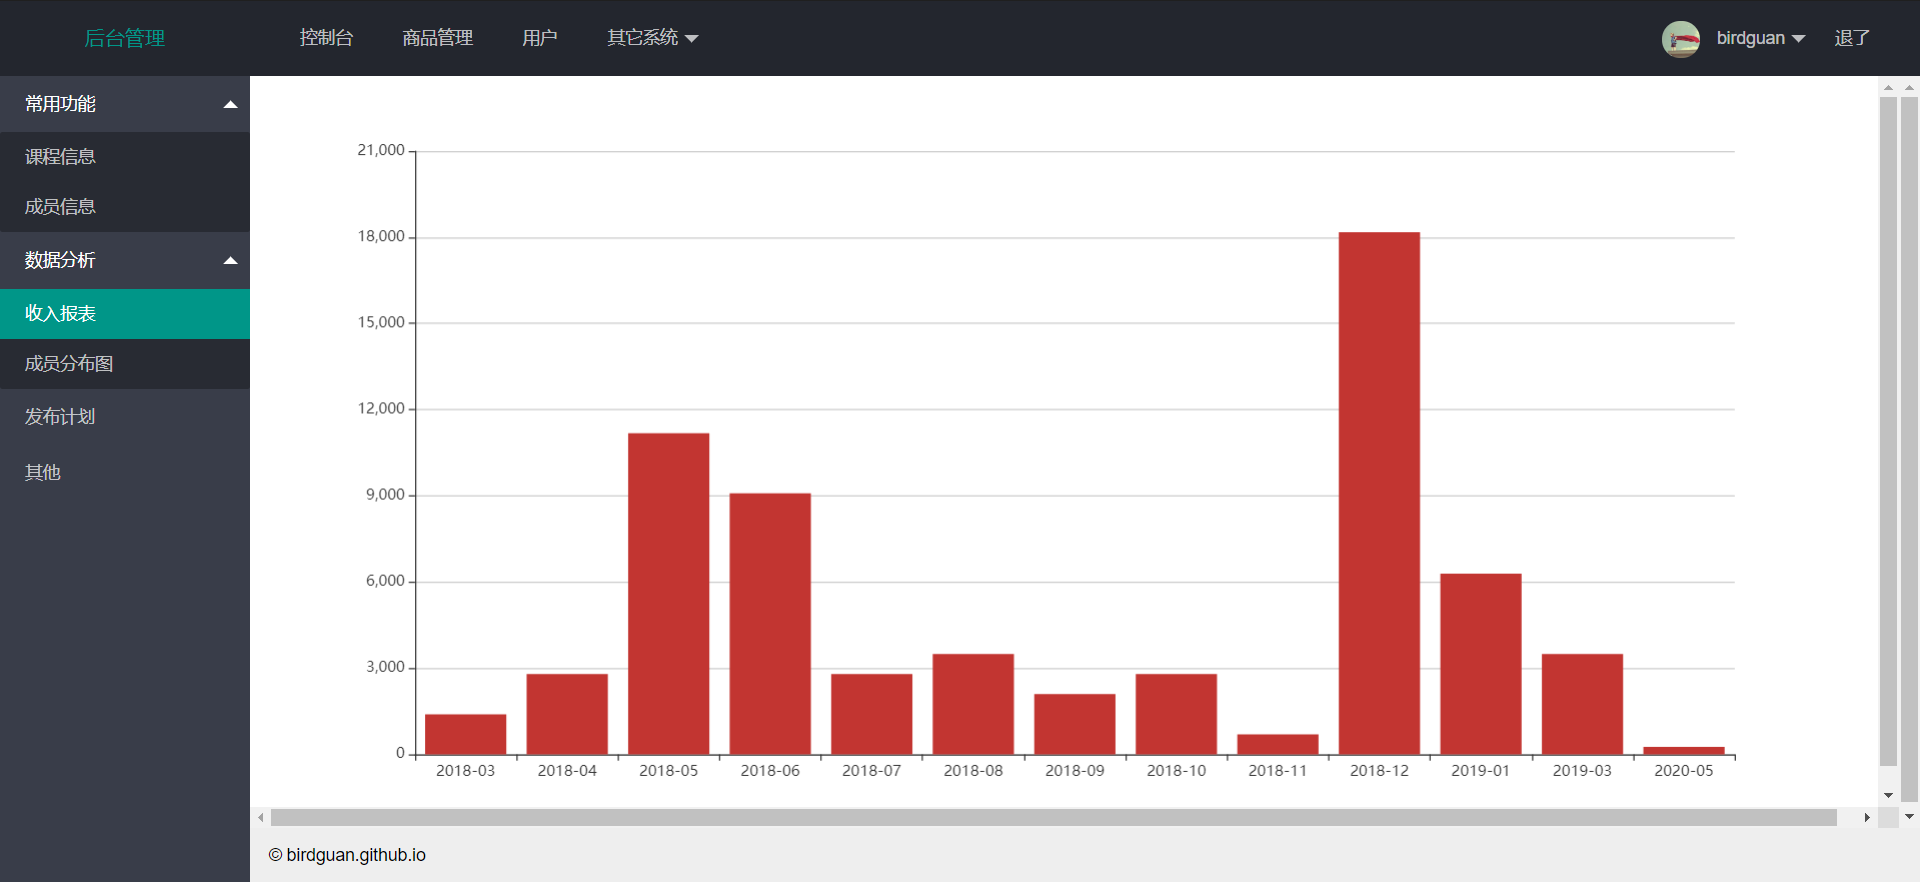 后台管理 控制台 商品管理 用户 其它系统 birdguan 退了
常用功能
课程信息
成员信息
数据分析
收入报表
成员分布图
发布计划
其他
21,000
18,000
15,000
12,000
9,000
6,000
3,000
0
2018-03 2018-04 2018-05 2018-06 2018-07 2018-08 2018-09 2018-10 2018-11 2018-12 2019-01 2019-03 2020-05
© birdguan.github.io